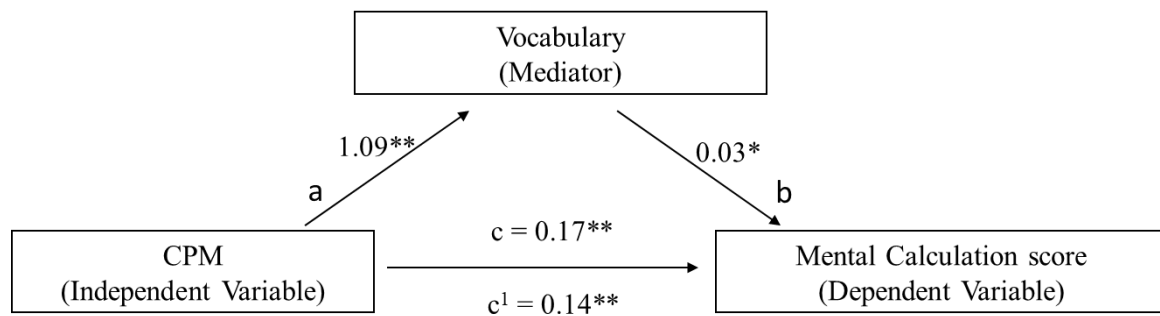 Vocabulary
(Mediator)
1.09**
0.03*
a
b
c = 0.17**
CPM
(Independent Variable)
Mental Calculation score
(Dependent Variable)
c¹ = 0.14**